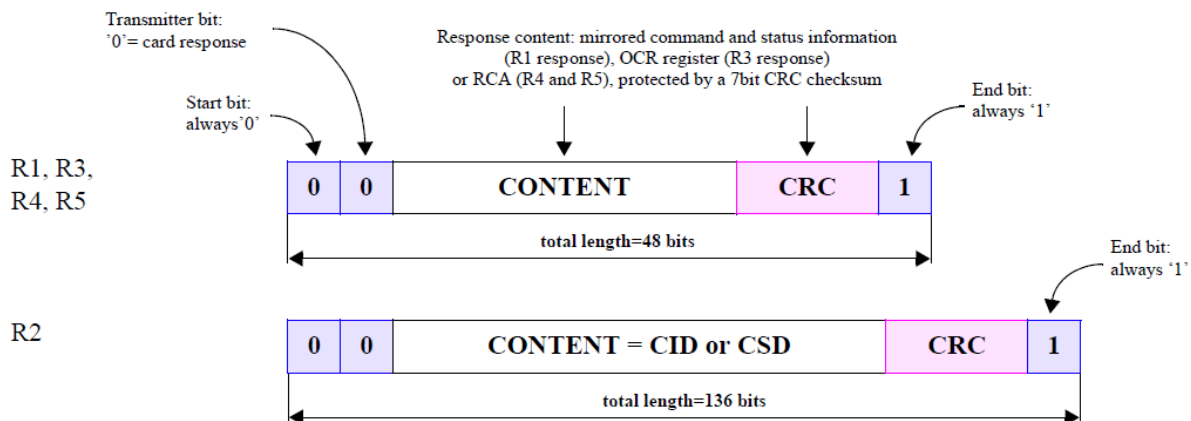 Transmitter bit:
’0’= card response
Response content: mirrored command and status information
(R1 response), OCR register (R3 response)
or RCA (R4 and R5), protected by a 7bit CRC checksum
Start bit:
always’0’
End bit:
always ‘1’
R1, R3,
R4, R5
0 0 CONTENT CRC 1
total length=48 bits
End bit:
always ‘1’
R2
0 0 CONTENT = CID or CSD CRC 1
total length=136 bits